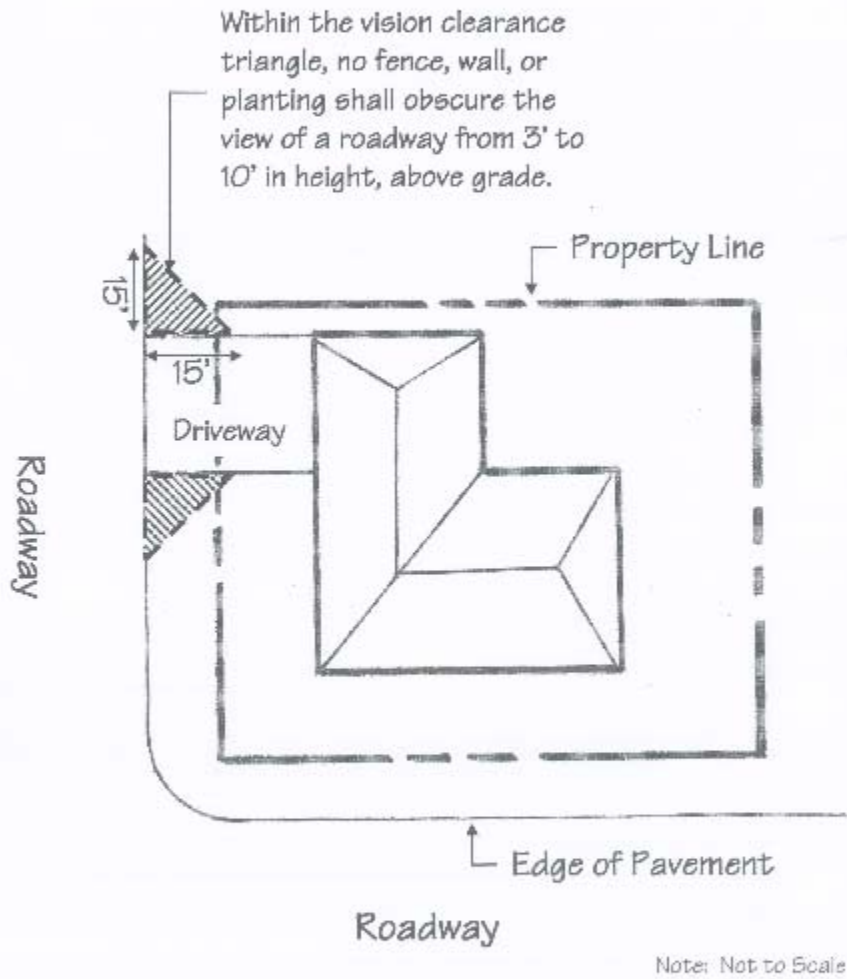 Within the vision clearance
triangle, no fence, wall, or
planting shall obscure the
view of a roadway from 3' to
10' in height, above grade.
Property Line
15'
15'
Driveway
Roadway
Edge of Pavement
Roadway
Note: Not to Scale